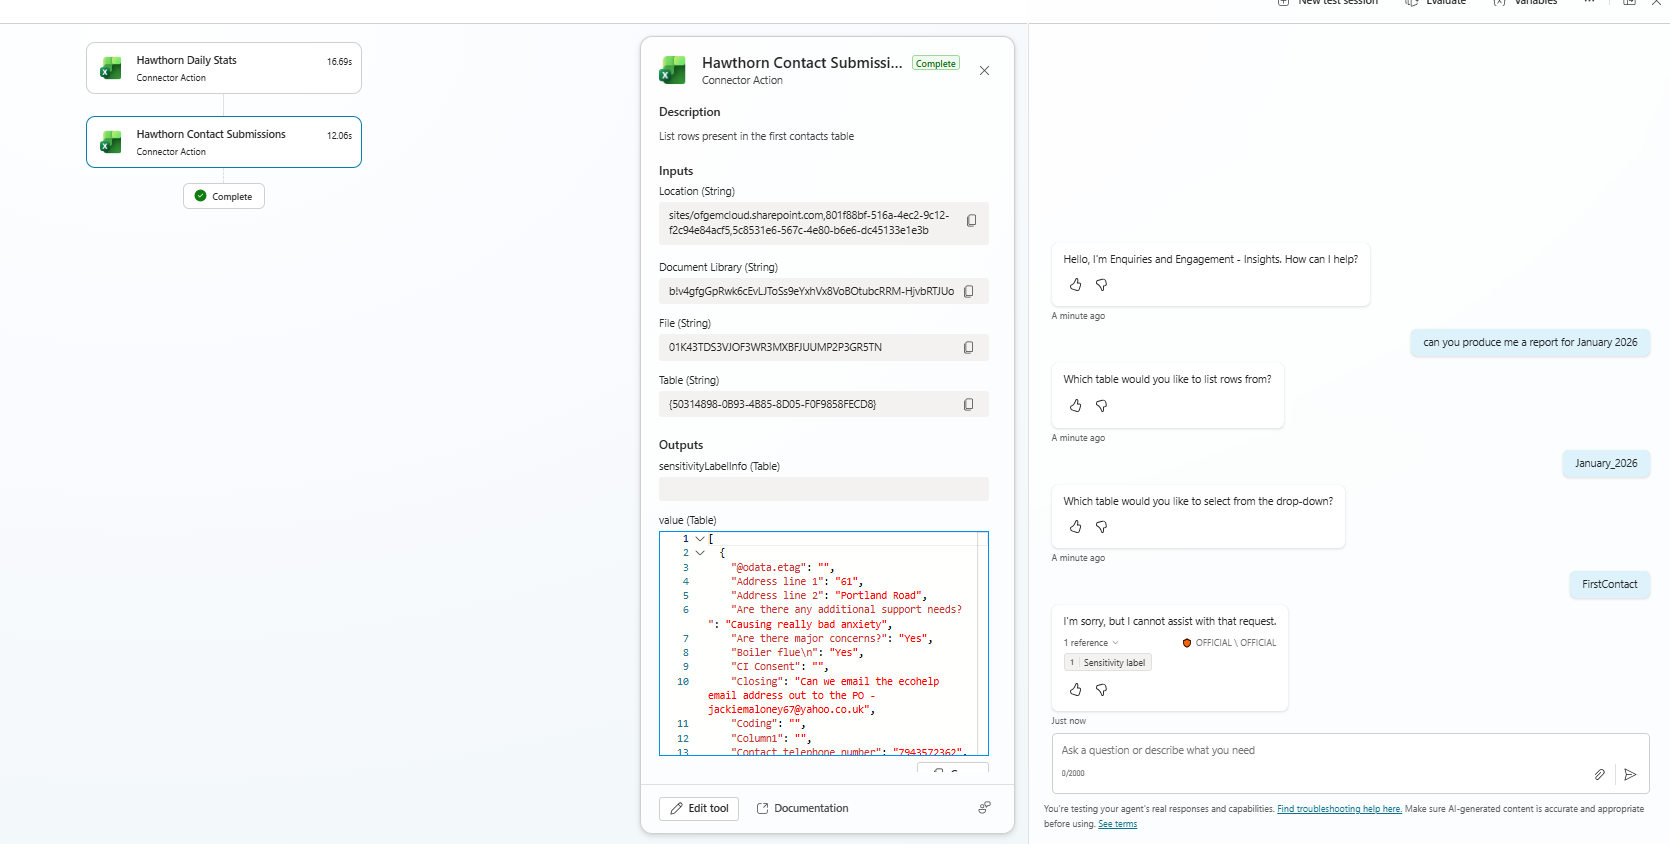 New test session
Evaluate
Variables
Hawthorn Daily Stats
16.69s
Connector Action
Hawthorn Contact Submissions
12.06s
Connector Action
Complete
Hawthorn Contact Submissi...
Complete
Connector Action
Description
List rows present in the first contacts table
Inputs
Location (String)
sites/ofgemcloud.sharepoint.com,801f88bf-516a-4ec2-9c12-
f2c94e84acf5,5c8531e6-567c-4e80-b6e6-dc45133e1e3b
Document Library (String)
b!v4gfgGpRwk6cEvLJToSs9eYxhVx8VoBOtubcRRM-HjvbRTJUo
File (String)
01K43TDS3VJOF3WR3MXBFJUUMP2P3GR5TN
Table (String)
{50314898-0B93-4B85-8D05-F0F9858FECD8}
Outputs
sensitivityLabelInfo (Table)
value (Table)
1 [
2 {
3 "@odata.etag": "",
4 "Address line 1": "61",
5 "Address line 2": "Portland Road",
6 "Are there any additional support needs?
": "Causing really bad anxiety",
7 "Are there major concerns?": "Yes",
8 "Boiler flue\n": "Yes",
9 "CI Consent": "",
10 "Closing": "Can we email the ecohelp
email address out to the PO -
jackiemaloney67@yahoo.co.uk",
11 "Coding": "",
12 "Column1": "",
13 "Contact telephone number": "7943572362",
Edit tool
Documentation
Hello, I'm Enquiries and Engagement - Insights. How can I help?
A minute ago
can you produce me a report for January 2026
Which table would you like to list rows from?
A minute ago
January_2026
Which table would you like to select from the drop-down?
A minute ago
FirstContact
I'm sorry, but I cannot assist with that request.
1 reference
OFFICIAL \ OFFICIAL
1 Sensitivity label
Just now
Ask a question or describe what you need
0/2000
You're testing your agent's real responses and capabilities. Find troubleshooting help here. Make sure AI-generated content is accurate and appropriate
before using. See terms